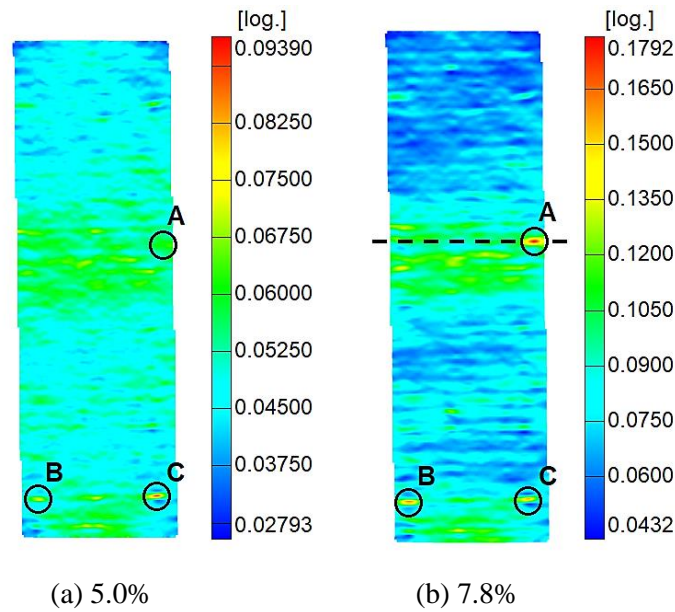 [log.]
0.09390
0.08250
0.07500
0.06750
0.06000
0.05250
0.04500
0.03750
0.02793
A
B
C
(a) 5.0%
[log.]
0.1792
0.1650
0.1500
0.1350
0.1200
0.1050
0.0900
0.0750
0.0600
0.0432
A
B
C
(b) 7.8%